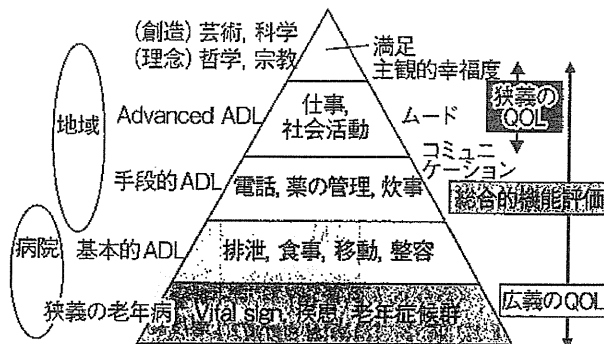 (創造) 芸術, 科学
(理念) 哲学, 宗教
満足
主観的幸福度
地域
Advanced ADL
仕事,
社会活動
ムード
狭義の
QOL
コミュニ
ケーション
手段的ADL
電話, 薬の管理, 炊事
総合的機能評価
病院
基本的ADL
排泄, 食事, 移動, 整容
広義のQOL
狭義の老年病
Vital sign, 疾患, 老年症候群